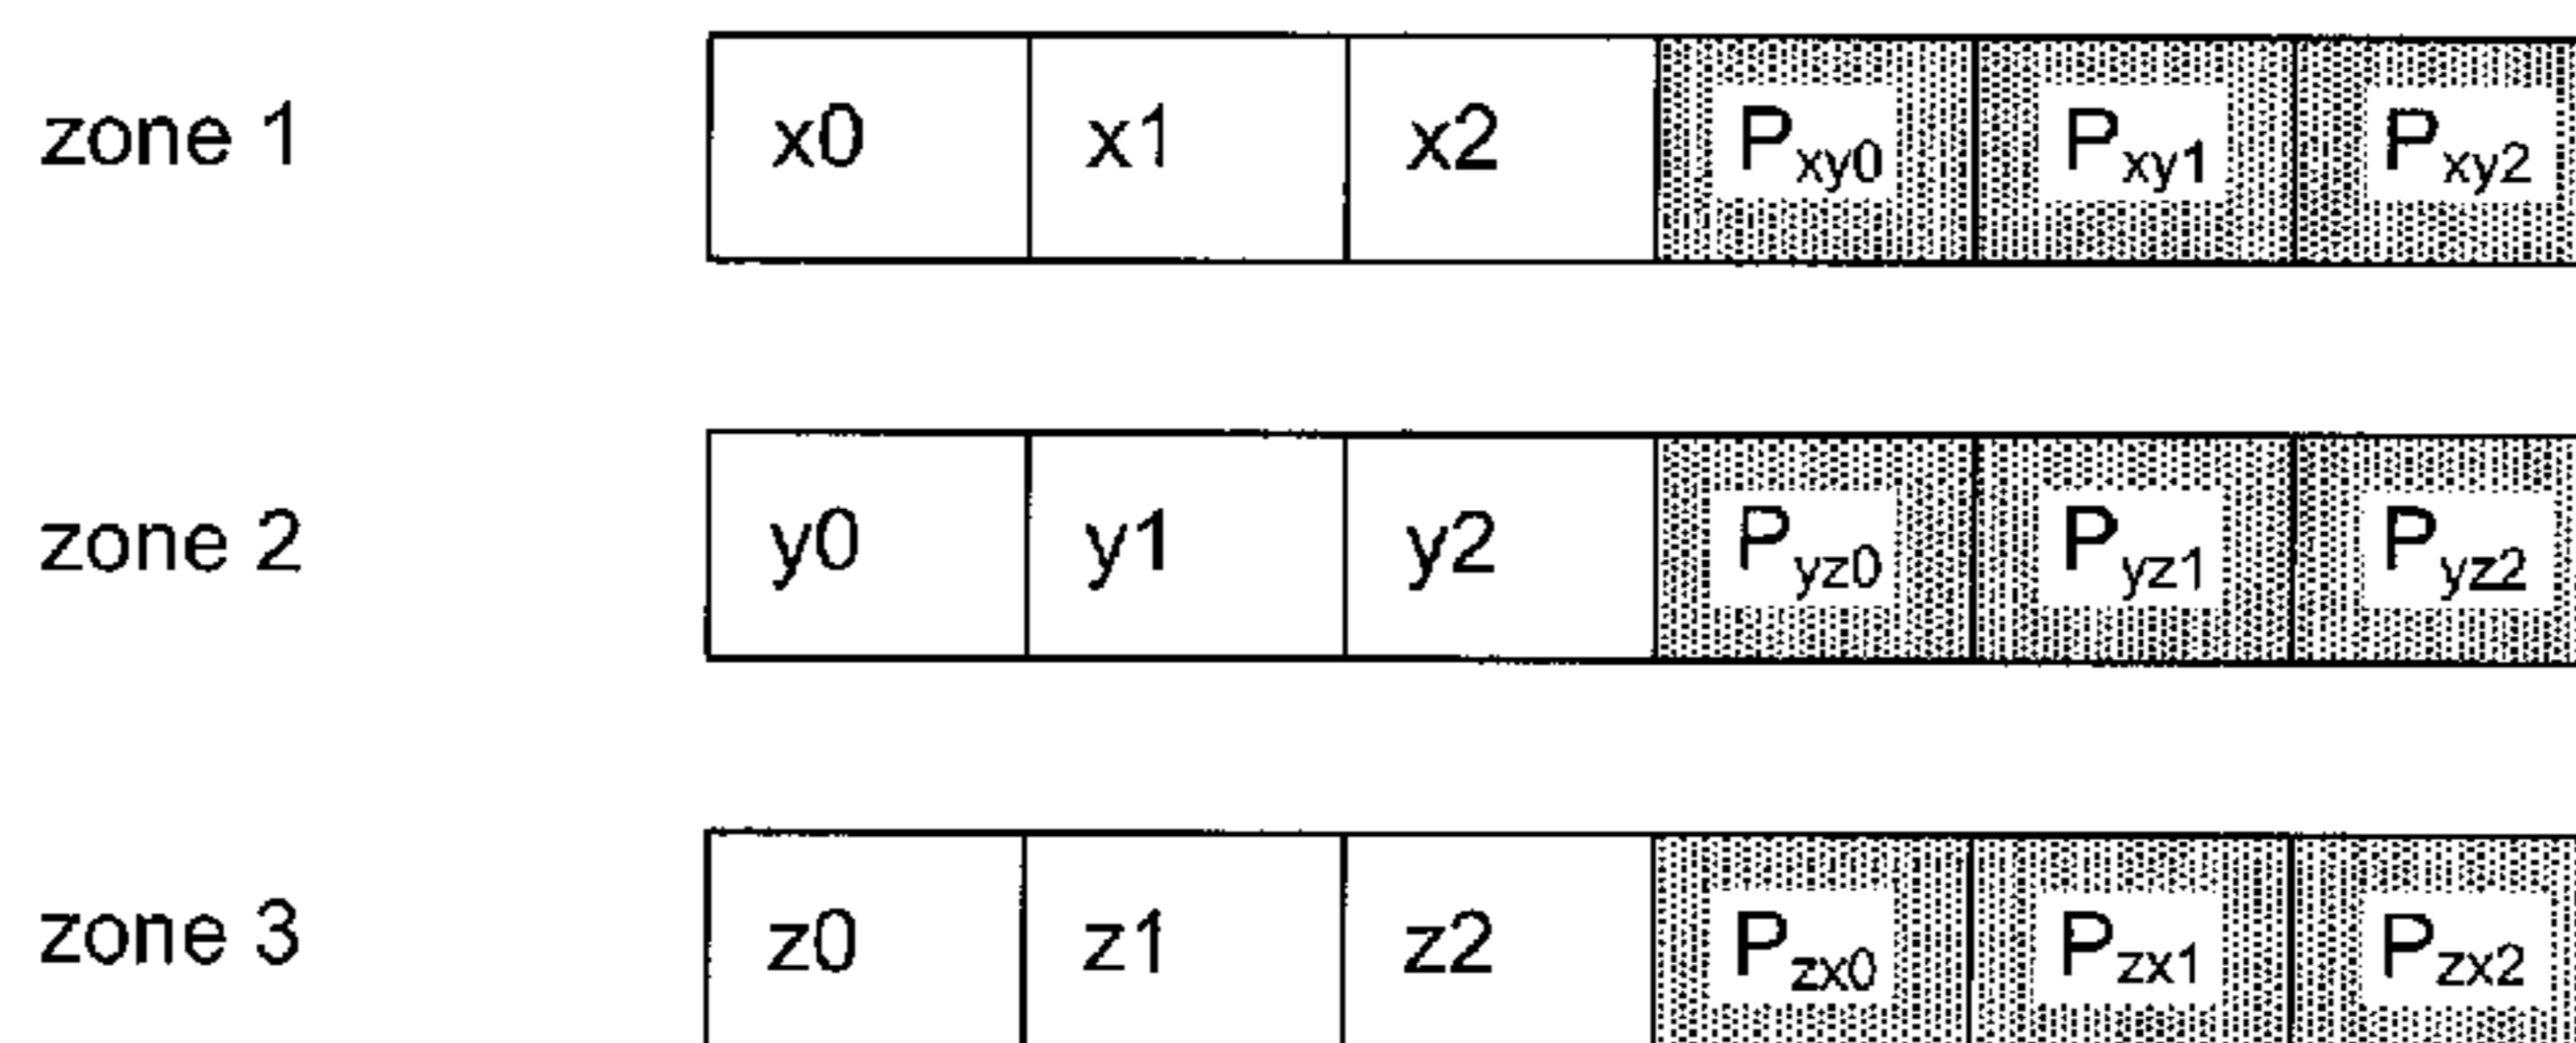 zone 1 x0 x1 x2 Pxy0 Pxy1 Pxy2
zone 2 y0 y1 y2 Pyz0 Pyz1 Pyz2
zone 3 z0 z1 z2 Pzx0 Pzx1 Pzx2